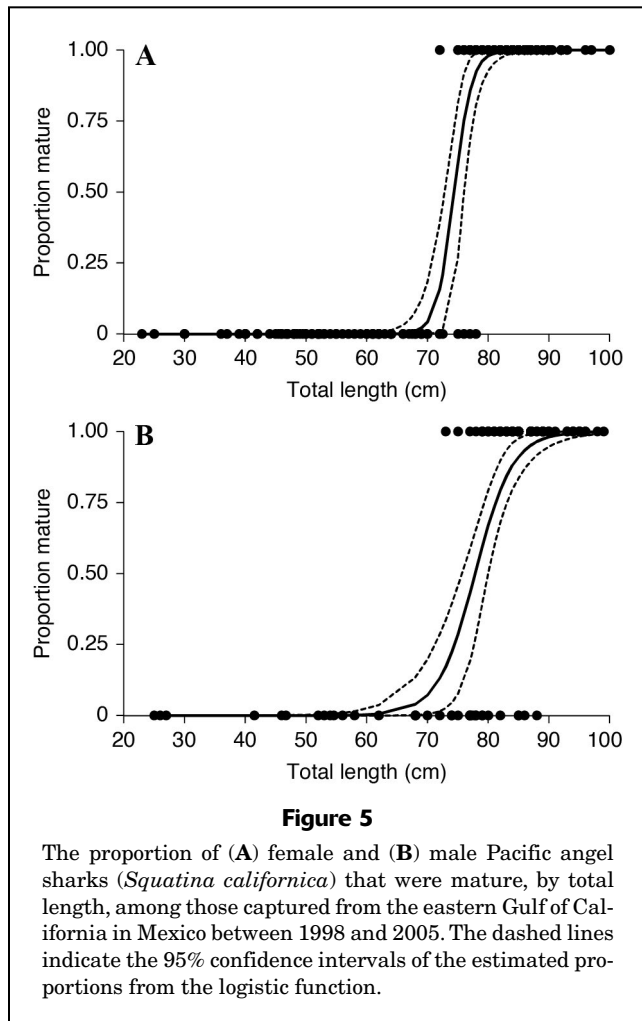 A
1.00
0.75
0.50
0.25
0
Proportion mature
20 30 40 50 60 70 80 90 100
Total length (cm)
B
1.00
0.75
0.50
0.25
0
Proportion mature
20 30 40 50 60 70 80 90 100
Total length (cm)
Figure 5
The proportion of (A) female and (B) male Pacific angel
sharks (Squatina californica) that were mature, by total
length, among those captured from the eastern Gulf of Cal-
ifornia in Mexico between 1998 and 2005. The dashed lines
indicate the 95% confidence intervals of the estimated pro-
portions from the logistic function.